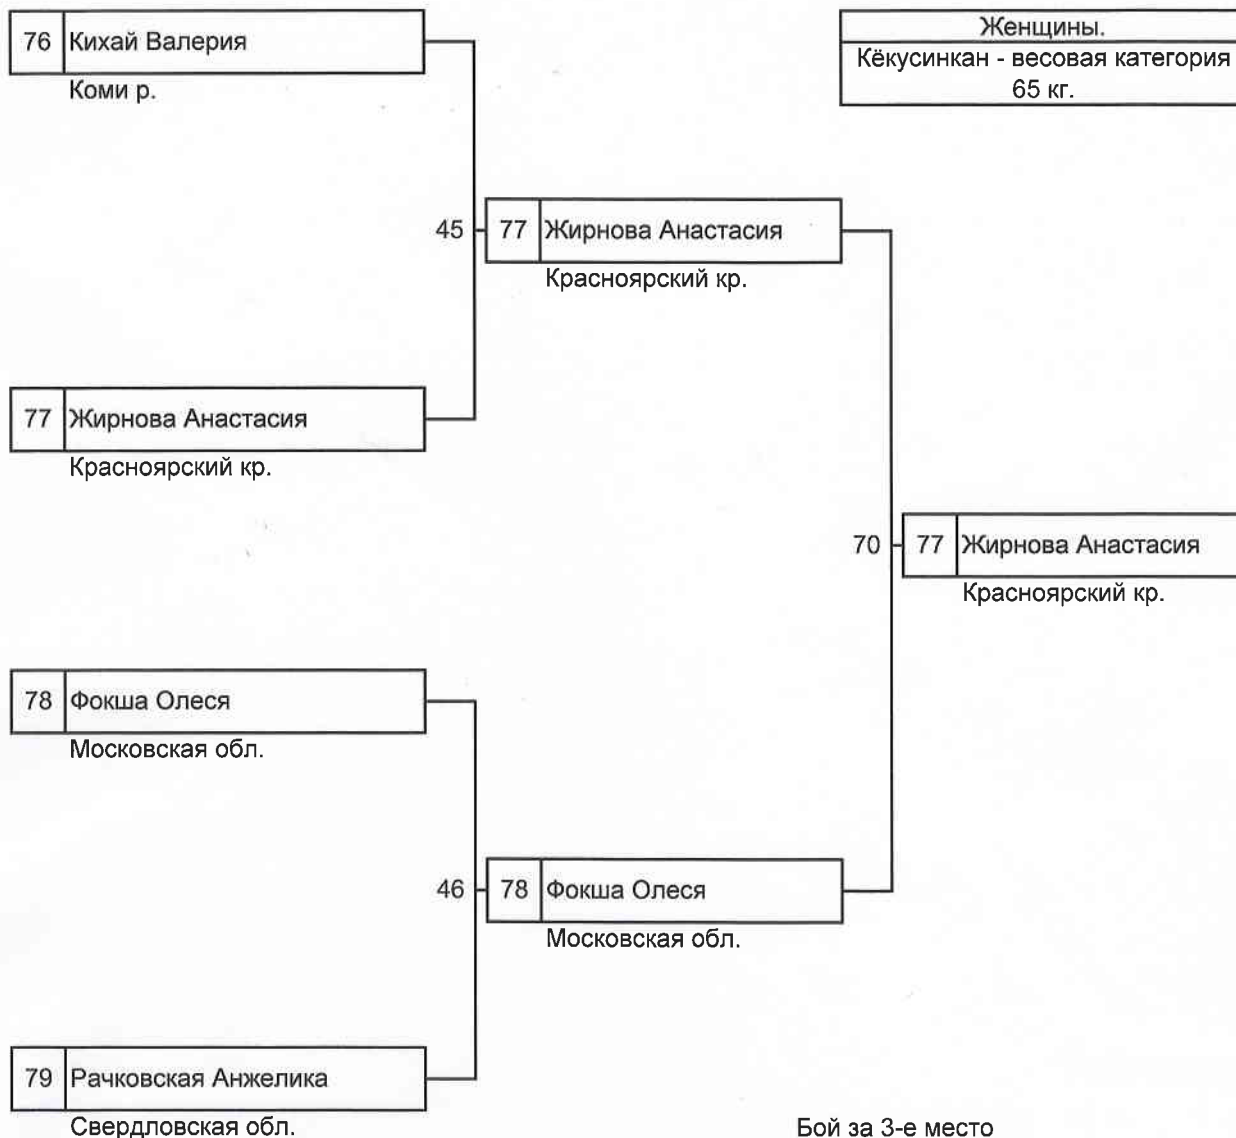 76 Кихай Валерия
Коми р.
Женщины.
Кёкусинкан - весовая категория
65 кг.
45 77 Жирнова Анастасия
Красноярский кр.
77 Жирнова Анастасия
Красноярский кр.
70 77 Жирнова Анастасия
Красноярский кр.
78 Фокша Олеся
Московская обл.
46 78 Фокша Олеся
Московская обл.
79 Рачковская Анжелика
Свердловская обл.
Бой за 3-е место